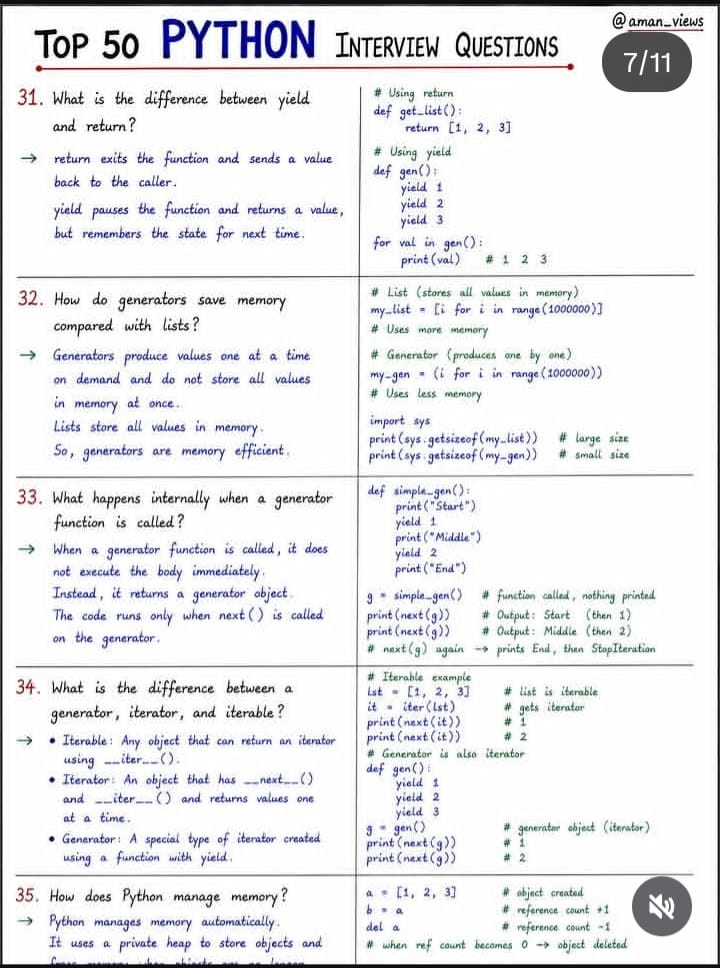 @aman_views
TOP 50 PYTHON INTERVIEW QUESTIONS
7/11
31. What is the difference between yield
and return?
→ return exits the function and sends a value
back to the caller.
yield pauses the function and returns a value,
but remembers the state for next time.
# Using return
def get_list():
return [1, 2, 3]
# Using yield
def gen():
yield 1
yield 2
yield 3
for val in gen():
print(val) # 1 2 3
32. How do generators save memory
compared with lists?
→ Generators produce values one at a time
on demand and do not store all values
in memory at once.
Lists store all values in memory.
So, generators are memory efficient.
# List (stores all values in memory)
my_list = [i for i in range(1000000)]
# Uses more memory
# Generator (produces one by one)
my_gen = (i for i in range(1000000))
# Uses less memory
import sys
print(sys.getsizeof(my_list)) # large size
print(sys.getsizeof(my_gen)) # small size
33. What happens internally when a generator
function is called?
→ When a generator function is called, it does
not execute the body immediately.
Instead, it returns a generator object.
The code runs only when next() is called
on the generator.
def simple_gen():
print("Start")
yield 1
print("Middle")
yield 2
print("End")
g = simple_gen() # function called, nothing printed
print(next(g)) # Output: Start (then 1)
print(next(g)) # Output: Middle (then 2)
# next(g) again → prints End, then StopIteration
34. What is the difference between a
generator, iterator, and iterable?
→ • Iterable: Any object that can return an iterator
using __iter__().
• Iterator: An object that has __next__()
and __iter__() and returns values one
at a time.
• Generator: A special type of iterator created
using a function with yield.
# Iterable example
lst = [1, 2, 3] # list is iterable
it = iter(lst) # gets iterator
print(next(it)) # 1
print(next(it)) # 2
# Generator is also iterator
def gen():
yield 1
yield 2
yield 3
g = gen() # generator object (iterator)
print(next(g)) # 1
print(next(g)) # 2
35. How does Python manage memory?
→ Python manages memory automatically.
It uses a private heap to store objects and
a = [1, 2, 3] # object created
b = a # reference count +1
del a # reference count -1
# when ref count becomes 0 → object deleted